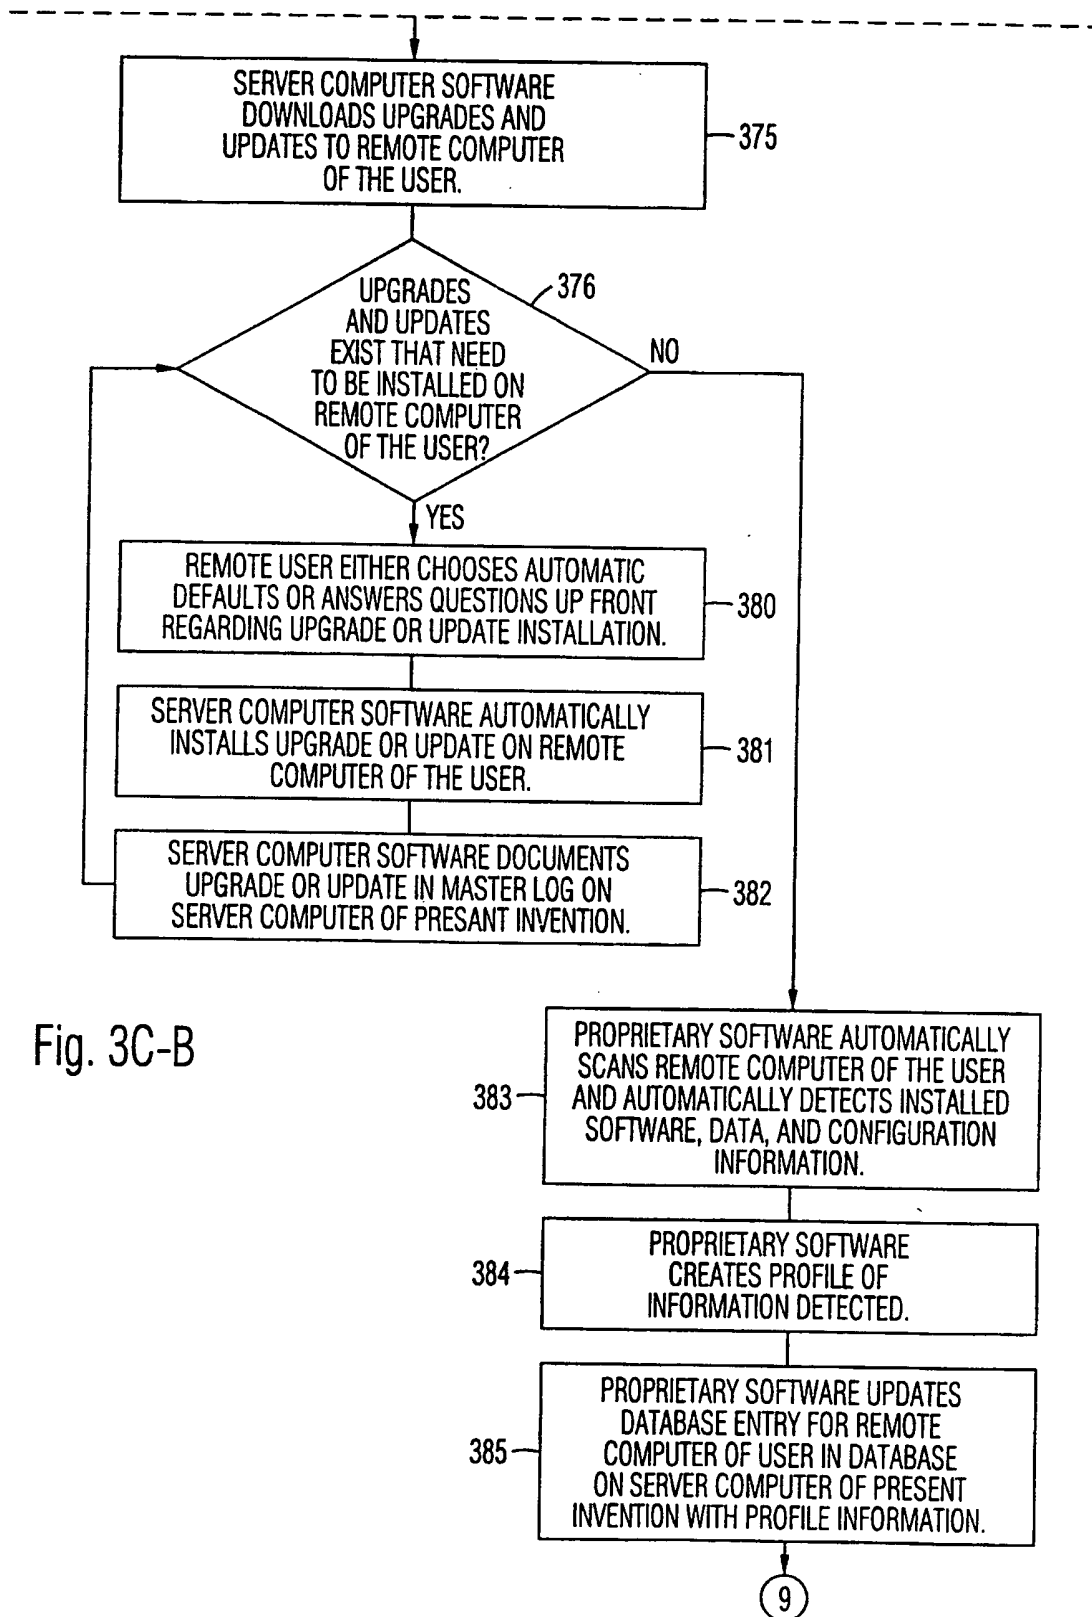 SERVER COMPUTER SOFTWARE
DOWNLOADS UPGRADES AND
UPDATES TO REMOTE COMPUTER
OF THE USER.
375
UPGRADES
AND UPDATES
EXIST THAT NEED
TO BE INSTALLED ON
REMOTE COMPUTER
OF THE USER?
376
NO
YES
REMOTE USER EITHER CHOOSES AUTOMATIC
DEFAULTS OR ANSWERS QUESTIONS UP FRONT
REGARDING UPGRADE OR UPDATE INSTALLATION.
380
SERVER COMPUTER SOFTWARE AUTOMATICALLY
INSTALLS UPGRADE OR UPDATE ON REMOTE
COMPUTER OF THE USER.
381
SERVER COMPUTER SOFTWARE DOCUMENTS
UPGRADE OR UPDATE IN MASTER LOG ON
SERVER COMPUTER OF PRESANT INVENTION.
382
Fig. 3C-B
PROPRIETARY SOFTWARE AUTOMATICALLY
SCANS REMOTE COMPUTER OF THE USER
AND AUTOMATICALLY DETECTS INSTALLED
SOFTWARE, DATA, AND CONFIGURATION
INFORMATION.
383
PROPRIETARY SOFTWARE
CREATES PROFILE OF
INFORMATION DETECTED.
384
PROPRIETARY SOFTWARE UPDATES
DATABASE ENTRY FOR REMOTE
COMPUTER OF USER IN DATABASE
ON SERVER COMPUTER OF PRESENT
INVENTION WITH PROFILE INFORMATION.
385
9